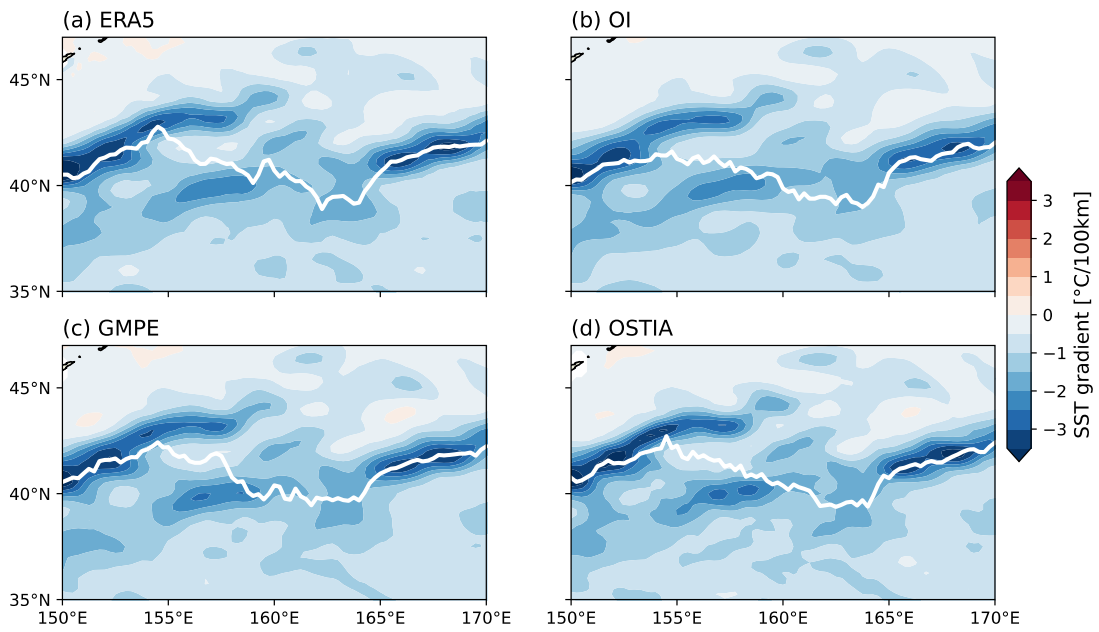 (a) ERA5
(b) OI
45°N
40°N
35°N
(c) GMPE
(d) OSTIA
45°N
40°N
35°N
150°E 155°E 160°E 165°E 170°E
150°E 155°E 160°E 165°E 170°E
3
2
1
0
−1
−2
−3
SST gradient [°C/100km]